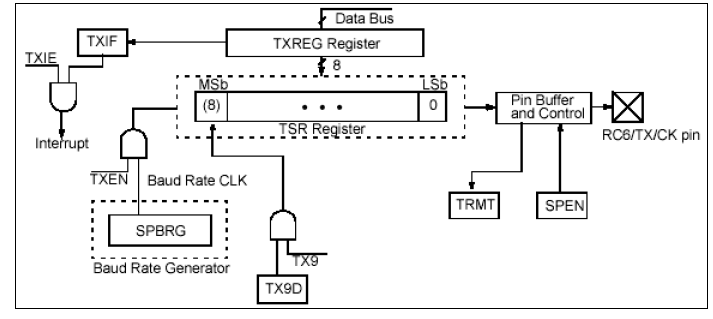 Data Bus
TXIF
TXREG Register
TXIE
8
MSb
LSb
(8)
0
Pin Buffer
and Control
TSR Register
RC6/TX/CK pin
Interrupt
TXEN
Baud Rate CLK
TRMT
SPEN
SPBRG
TX9
Baud Rate Generator
TX9D